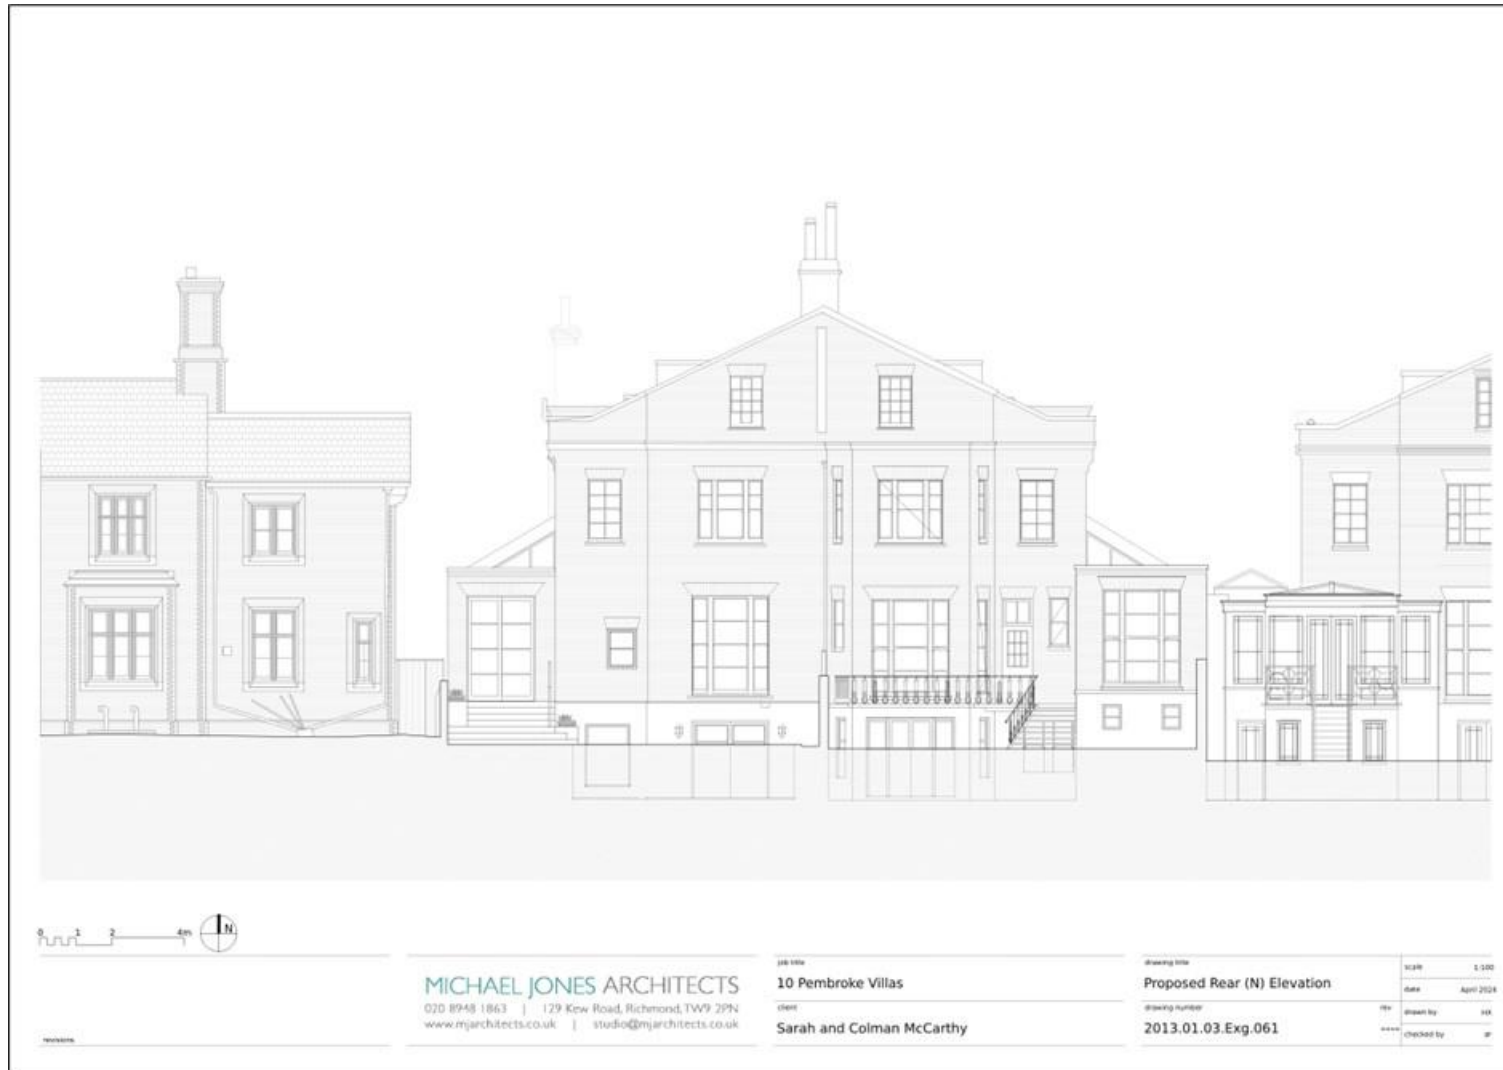 0 1 2 4m
N
revisions
MICHAEL JONES ARCHITECTS
020 8948 1863 | 129 Kew Road, Richmond, TW9 2PN
www.mjarchitects.co.uk | studio@mjarchitects.co.uk
job title
10 Pembroke Villas
client
Sarah and Colman McCarthy
drawing title
Proposed Rear (N) Elevation
drawing number
rev
2013.01.03.Exg.061
----
scale 1:100
date April 2024
drawn by
checked by